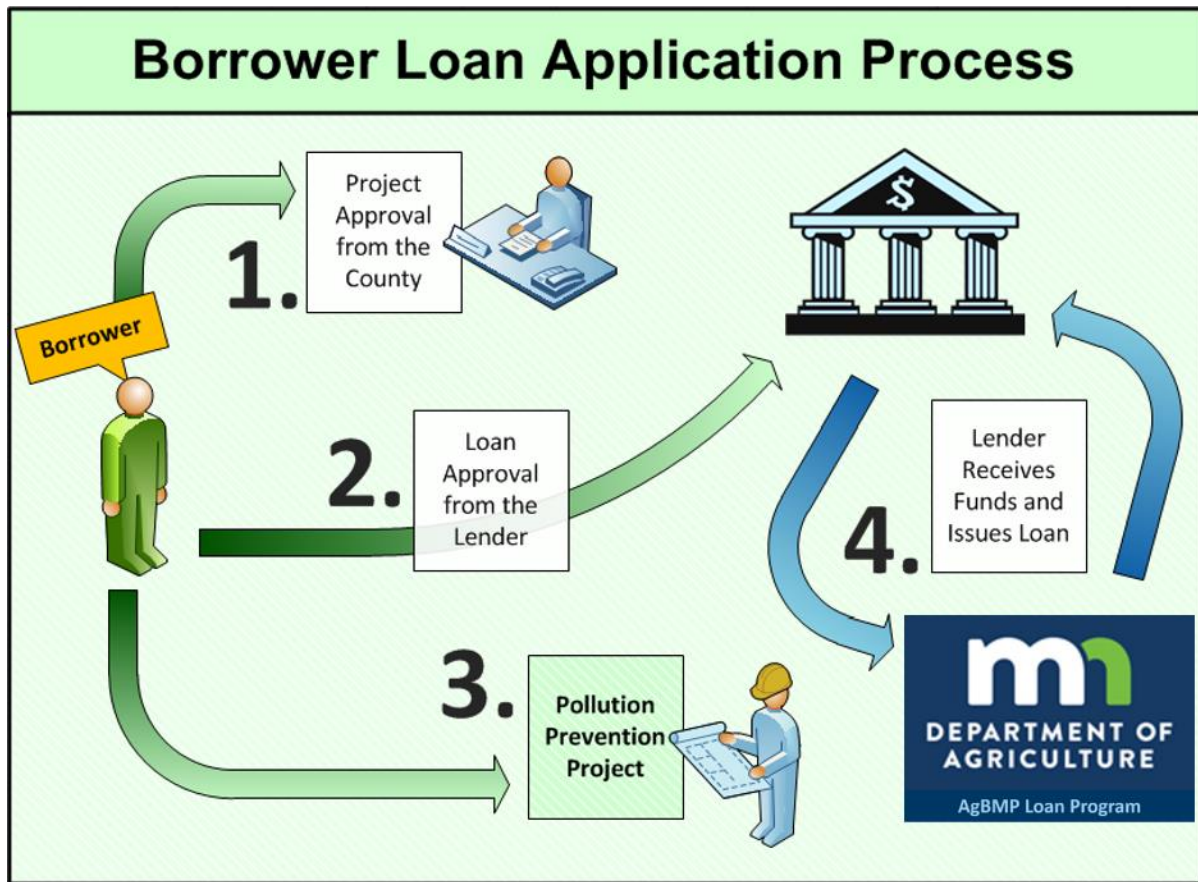 Borrower Loan Application Process
1.
Project
Approval
from the
County
$
Borrower
2.
Loan
Approval
from the
Lender
3.
Pollution
Prevention
Project
4.
Lender
Receives
Funds and
Issues Loan
mn
DEPARTMENT OF
AGRICULTURE
AgBMP Loan Program